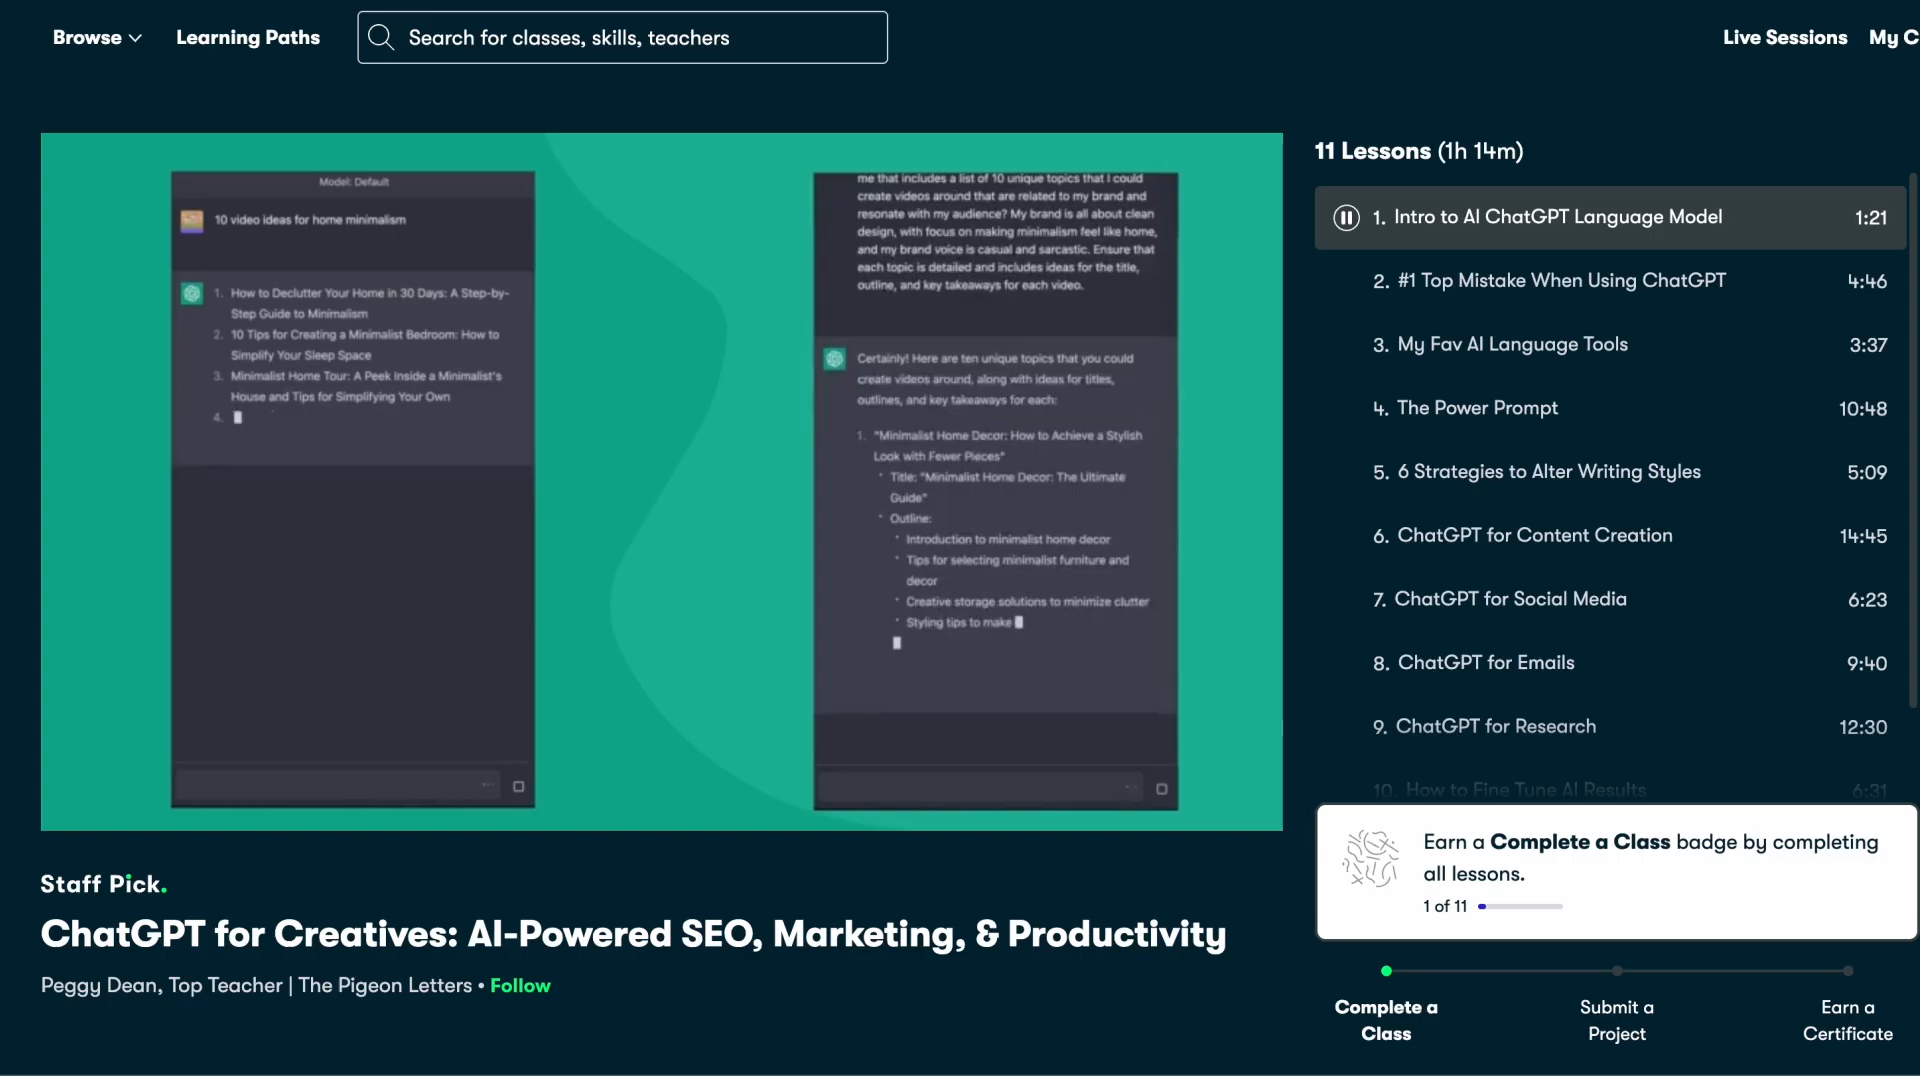 Browse
Learning Paths
Search for classes, skills, teachers
Live Sessions
My C
Model: Default
10 video ideas for home minimalism
1. How to Declutter Your Home in 30 Days: A Step-by-
Step Guide to Minimalism
2. 10 Tips for Creating a Minimalist Bedroom: How to
Simplify Your Sleep Space
3. Minimalist Home Tour: A Peek Inside a Minimalist's
House and Tips for Simplifying Your Own
4.
me that includes a list of 10 unique topics that I could
create videos around that are related to my brand and
resonate with my audience? My brand is all about clean
design, with focus on making minimalism feel like home,
and my brand voice is casual and sarcastic. Ensure that
each topic is detailed and includes ideas for the title,
outline, and key takeaways for each video.
Certainly! Here are ten unique topics that you could
create videos around, along with ideas for titles,
outlines, and key takeaways for each:
1. "Minimalist Home Decor: How to Achieve a Stylish
Look with Fewer Pieces"
• Title: "Minimalist Home Decor: The Ultimate
Guide"
• Outline:
• Introduction to minimalist home decor
• Tips for selecting minimalist furniture and
decor
• Creative storage solutions to minimize clutter
• Styling tips to make
Staff Pick.
ChatGPT for Creatives: AI-Powered SEO, Marketing, & Productivity
Peggy Dean, Top Teacher | The Pigeon Letters • Follow
11 Lessons (1h 14m)
1. Intro to AI ChatGPT Language Model 1:21
2. #1 Top Mistake When Using ChatGPT 4:46
3. My Fav AI Language Tools 3:37
4. The Power Prompt 10:48
5. 6 Strategies to Alter Writing Styles 5:09
6. ChatGPT for Content Creation 14:45
7. ChatGPT for Social Media 6:23
8. ChatGPT for Emails 9:40
9. ChatGPT for Research 12:30
10. How to Fine Tune AI Results 6:31
Earn a Complete a Class badge by completing
all lessons.
1 of 11
Complete a
Class
Submit a
Project
Earn a
Certificate